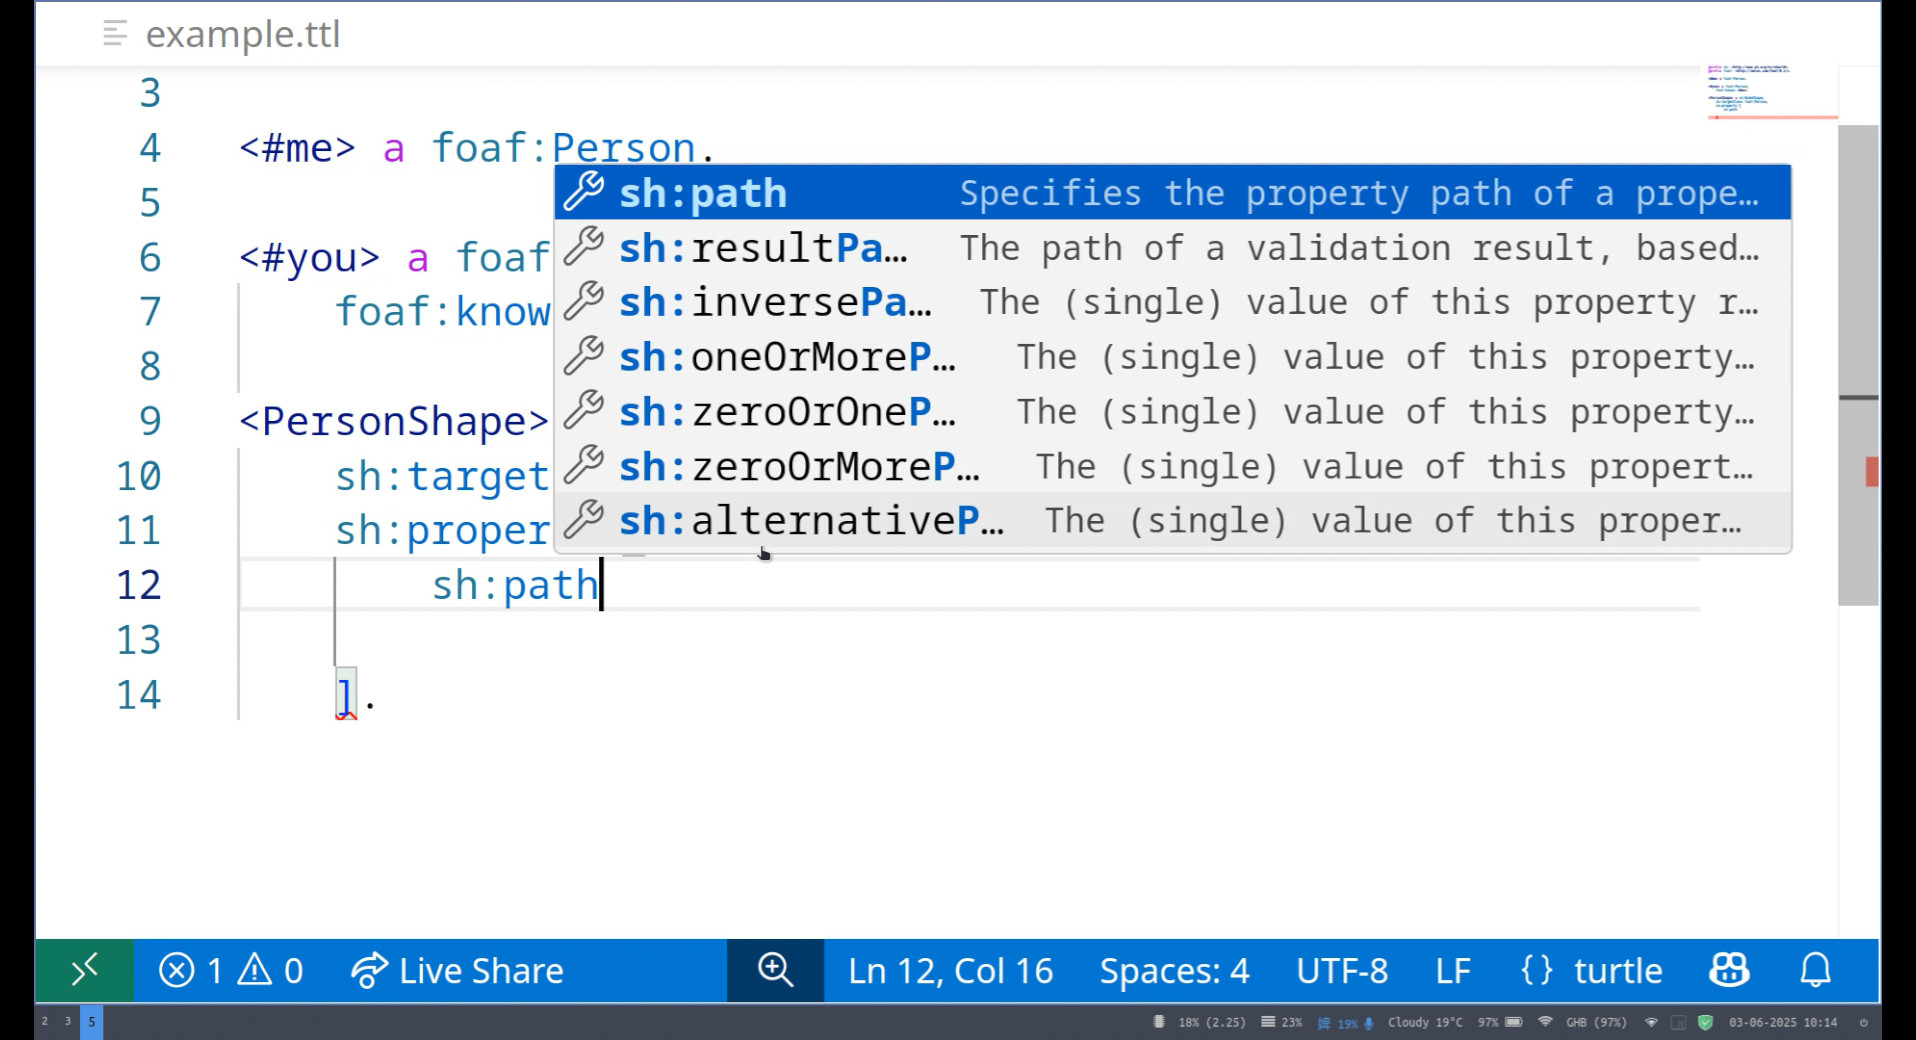 example.ttl
3
4 <#me> a foaf:Person.
5
6 <#you> a foaf
7 foaf:know
8
9 <PersonShape>
10 sh:target
11 sh:proper
12 sh:path
13
14 ].
sh:path Specifies the property path of a prope…
sh:resultPa… The path of a validation result, based…
sh:inversePa… The (single) value of this property r…
sh:oneOrMoreP… The (single) value of this property…
sh:zeroOrOneP… The (single) value of this property…
sh:zeroOrMoreP… The (single) value of this propert…
sh:alternativeP… The (single) value of this proper…
1 0 Live Share Ln 12, Col 16 Spaces: 4 UTF-8 LF {} turtle
2 3 5 18% (2.25) 23% 19% Cloudy 19°C 97% GHB (97%) 03-06-2025 10:14